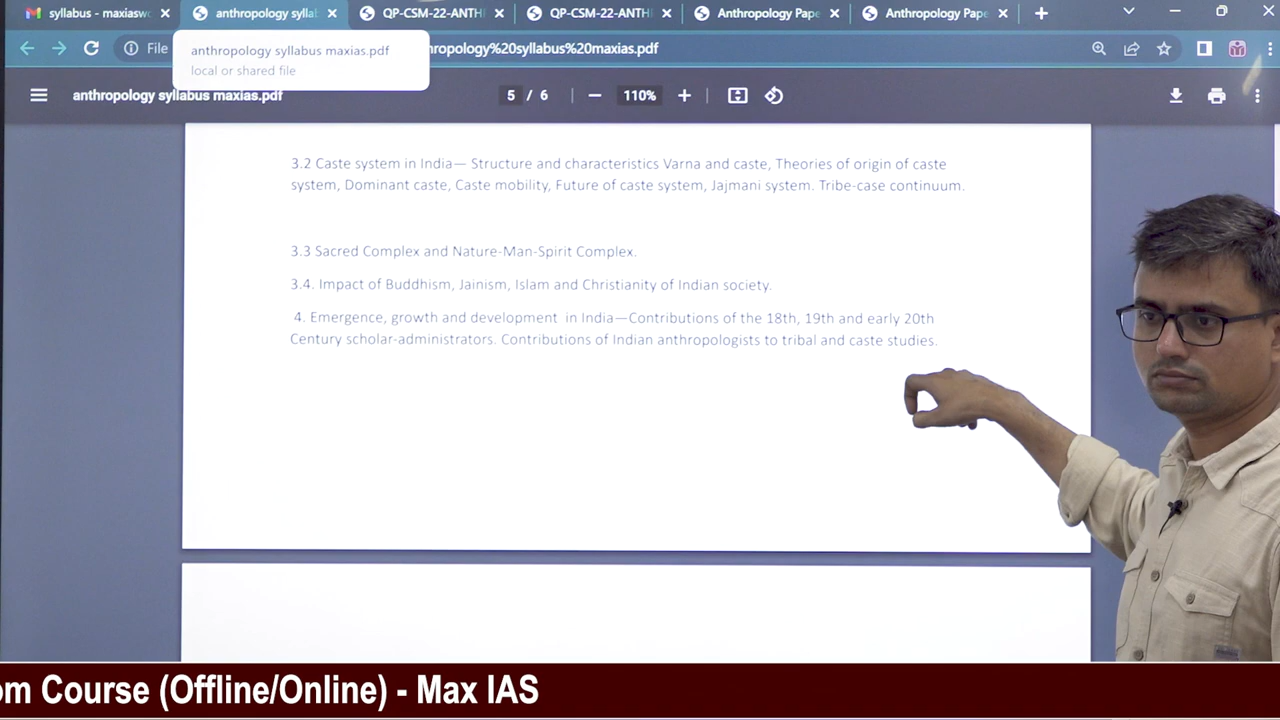 syllabus - maxiasw
anthropology sylla
QP-CSM-22-ANTH
QP-CSM-22-ANTH
Anthropology Pape
Anthropology Pape
File
ropology%20syllabus%20maxias.pdf
anthropology syllabus maxias.pdf
local or shared file
anthropology syllabus maxias.pdf
5 / 6
110%
3.2 Caste system in India— Structure and characteristics Varna and caste, Theories of origin of caste
system, Dominant caste, Caste mobility, Future of caste system, Jajmani system. Tribe-case continuum.
3.3 Sacred Complex and Nature-Man-Spirit Complex.
3.4. Impact of Buddhism, Jainism, Islam and Christianity of Indian society.
4. Emergence, growth and development in India—Contributions of the 18th, 19th and early 20th
Century scholar-administrators. Contributions of Indian anthropologists to tribal and caste studies.
om Course (Offline/Online) - Max IAS